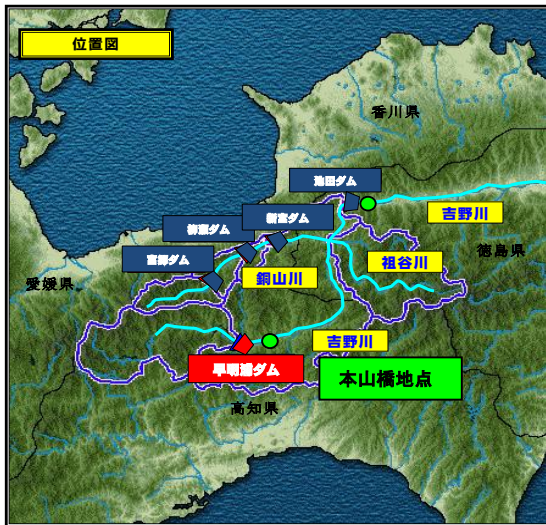 位置図
香川県
池田ダム
吉野川
新宮ダム
柳瀬ダム
徳島県
祖谷川
富郷ダム
銅山川
愛媛県
吉野川
早明浦ダム
本山橋地点
高知県